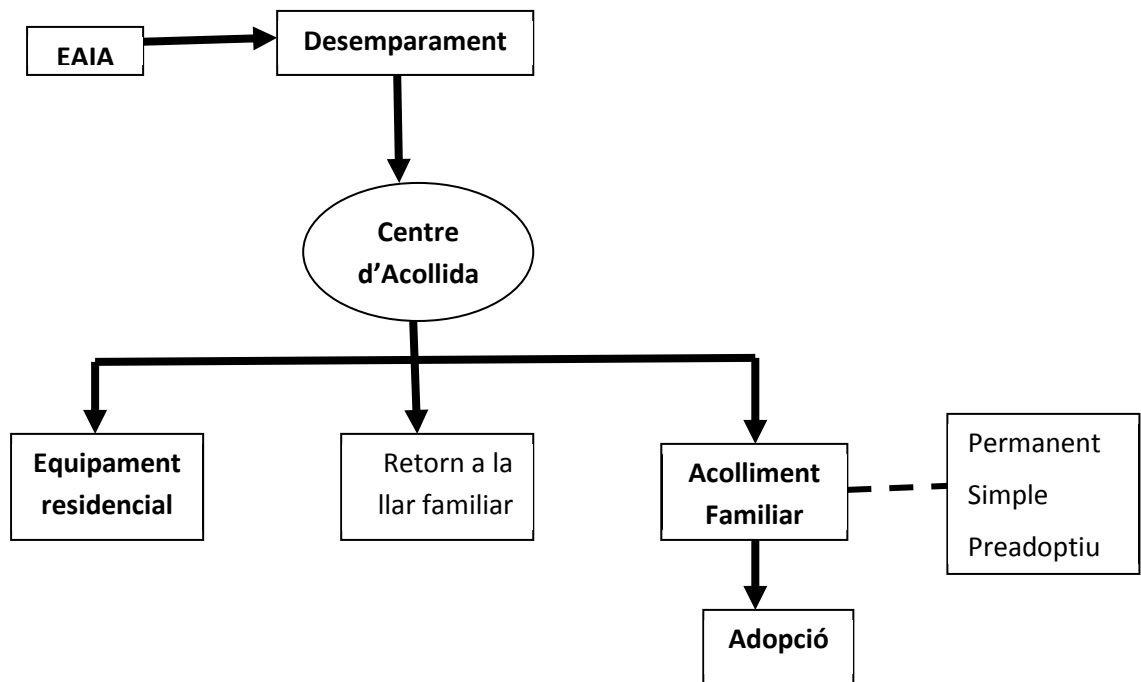 EAIA
Desemparament
Centre
d’Acollida
Equipament
residencial
Retorn a la
llar familiar
Acolliment
Familiar
Permanent
Simple
Preadoptiu
Adopció